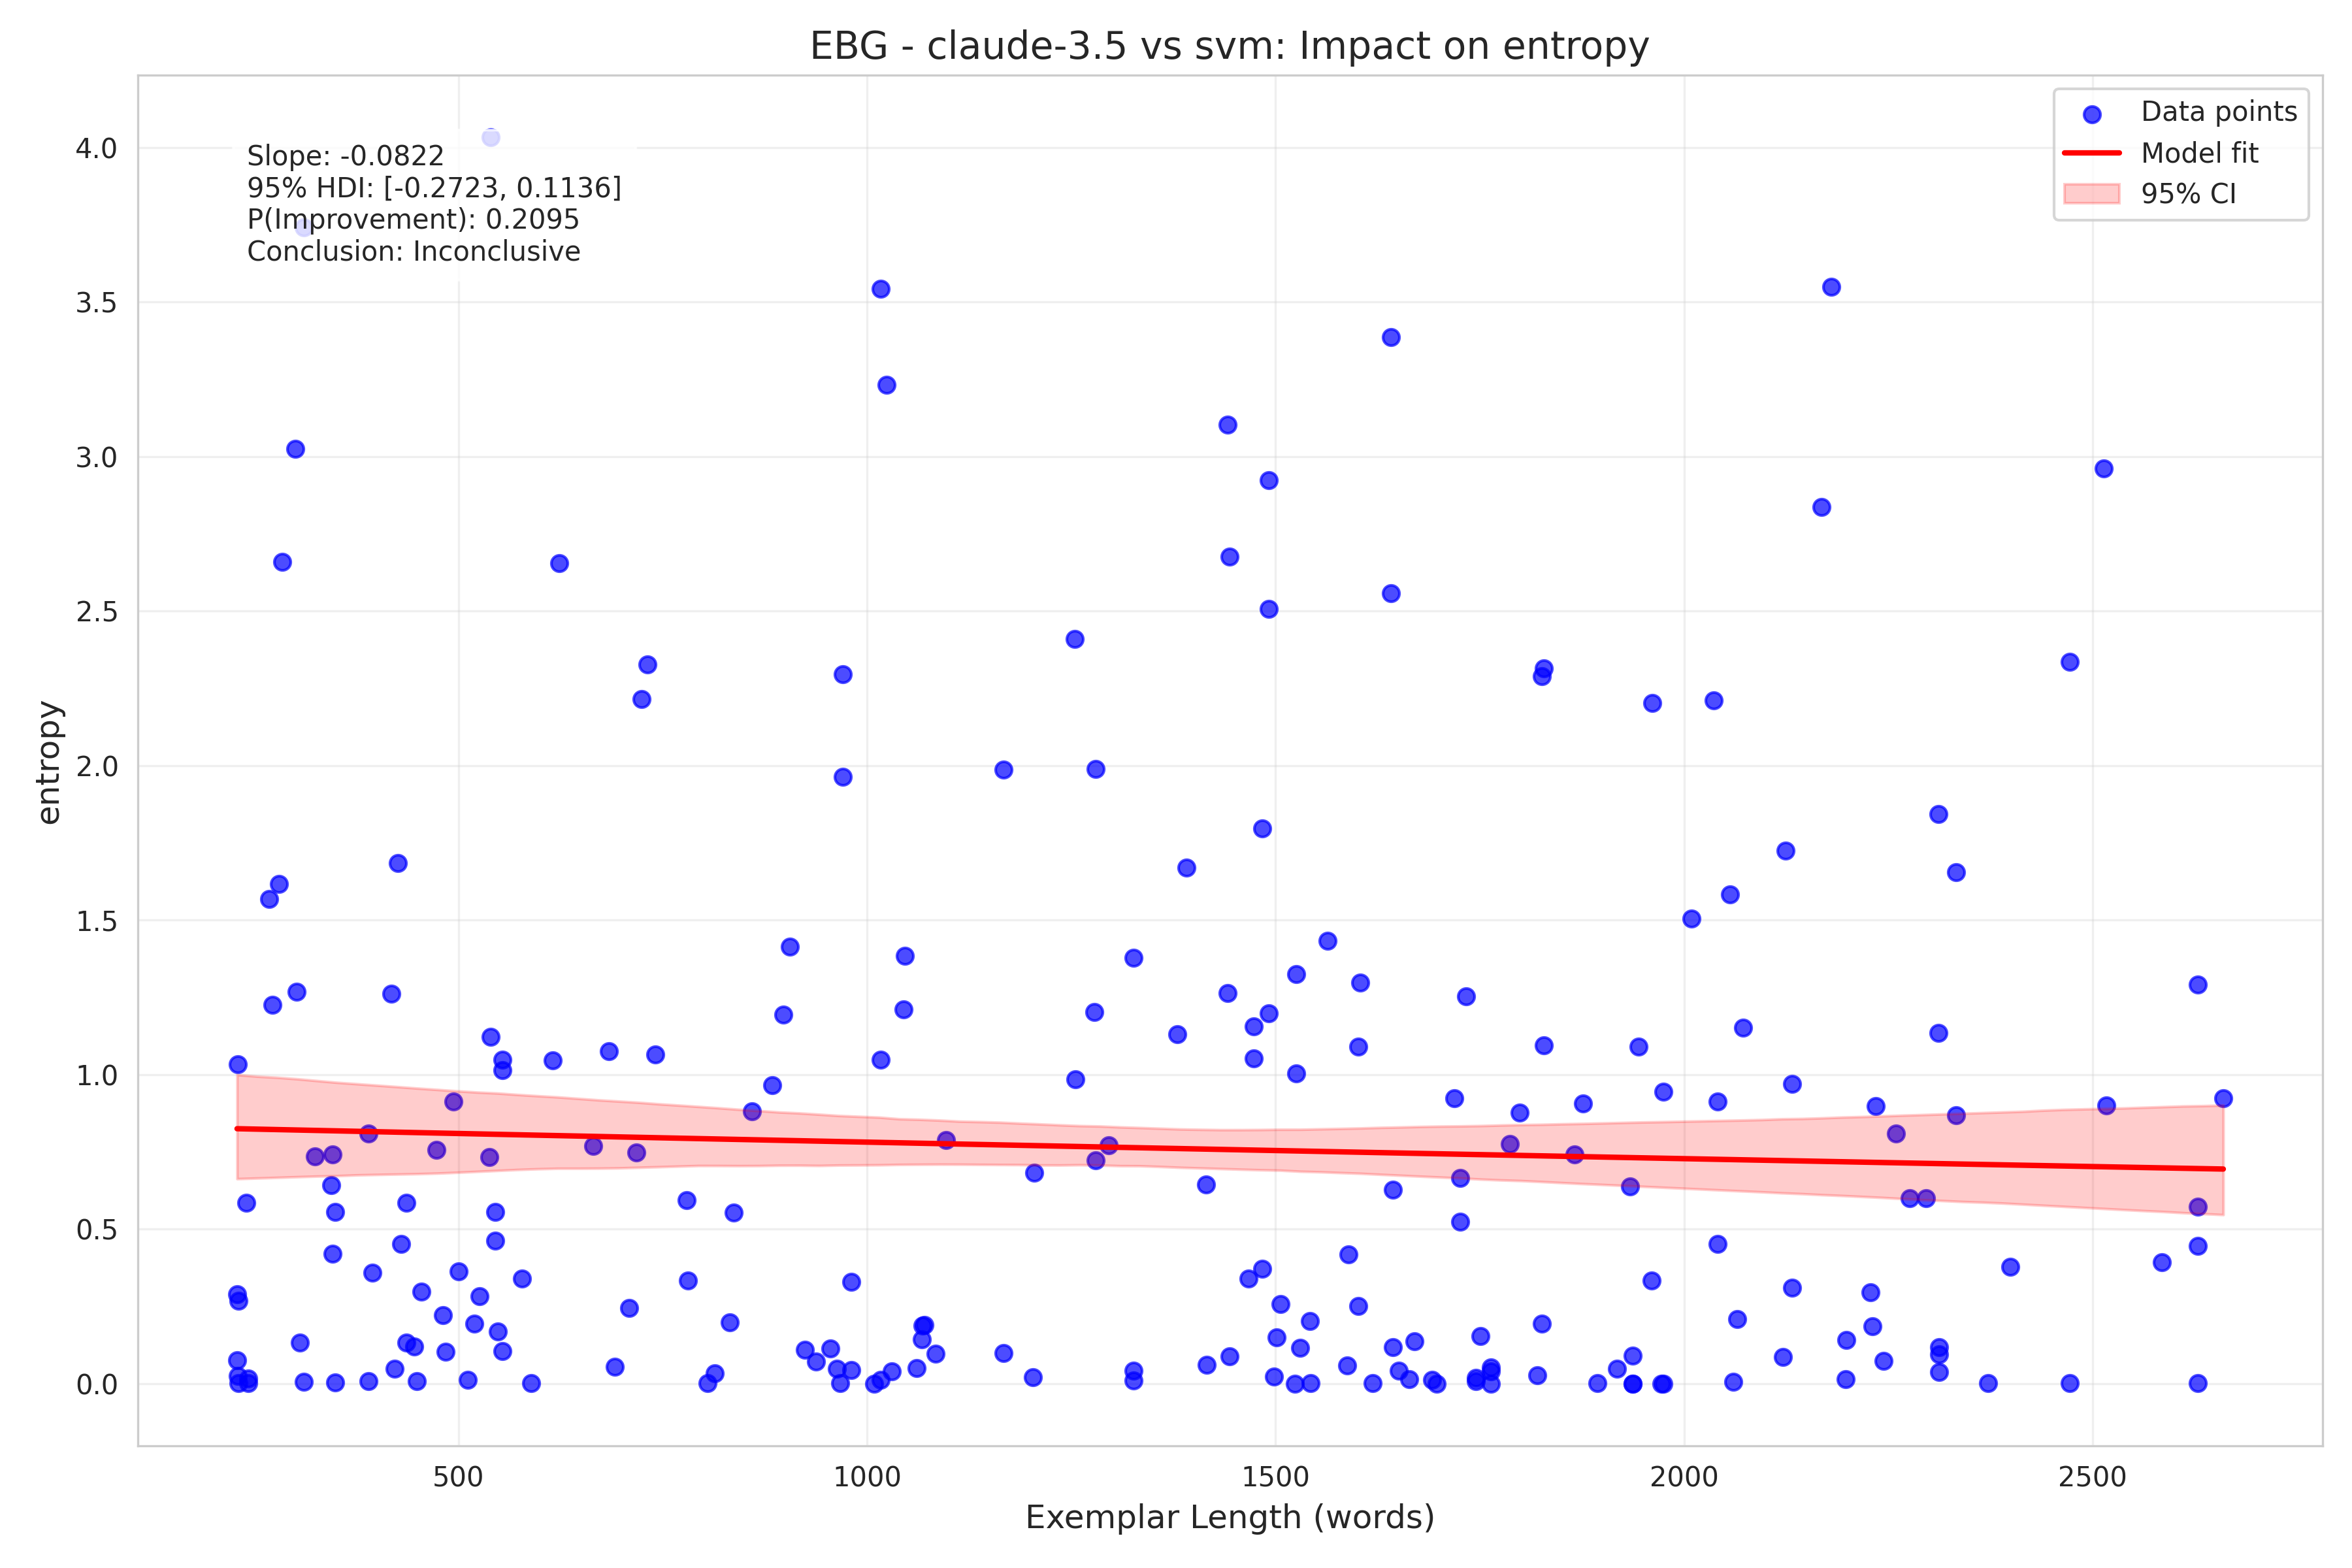 EBG - claude-3.5 vs svm: Impact on entropy
Slope: -0.0822
95% HDI: [-0.2723, 0.1136]
P(Improvement): 0.2095
Conclusion: Inconclusive
Data points
Model fit
95% CI
entropy
4.0
3.5
3.0
2.5
2.0
1.5
1.0
0.5
0.0
500 1000 1500 2000 2500
Exemplar Length (words)